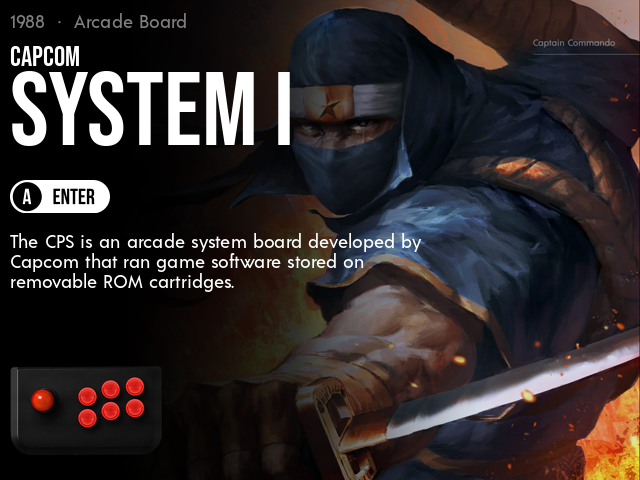 1988 · Arcade Board
Captain Commando
CAPCOM
SYSTEM I
A ENTER
The CPS is an arcade system board developed by
Capcom that ran game software stored on
removable ROM cartridges.